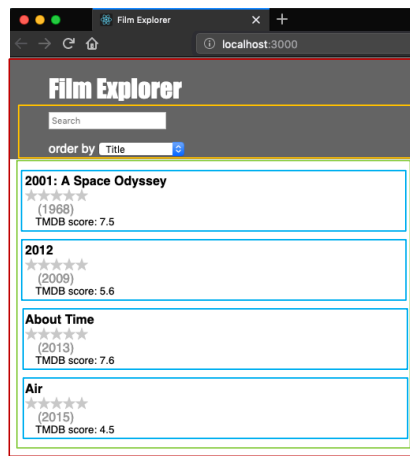 Film Explorer
localhost:3000
Film Explorer
Search
order by Title
2001: A Space Odyssey
(1968)
TMDB score: 7.5
2012
(2009)
TMDB score: 5.6
About Time
(2013)
TMDB score: 7.6
Air
(2015)
TMDB score: 4.5